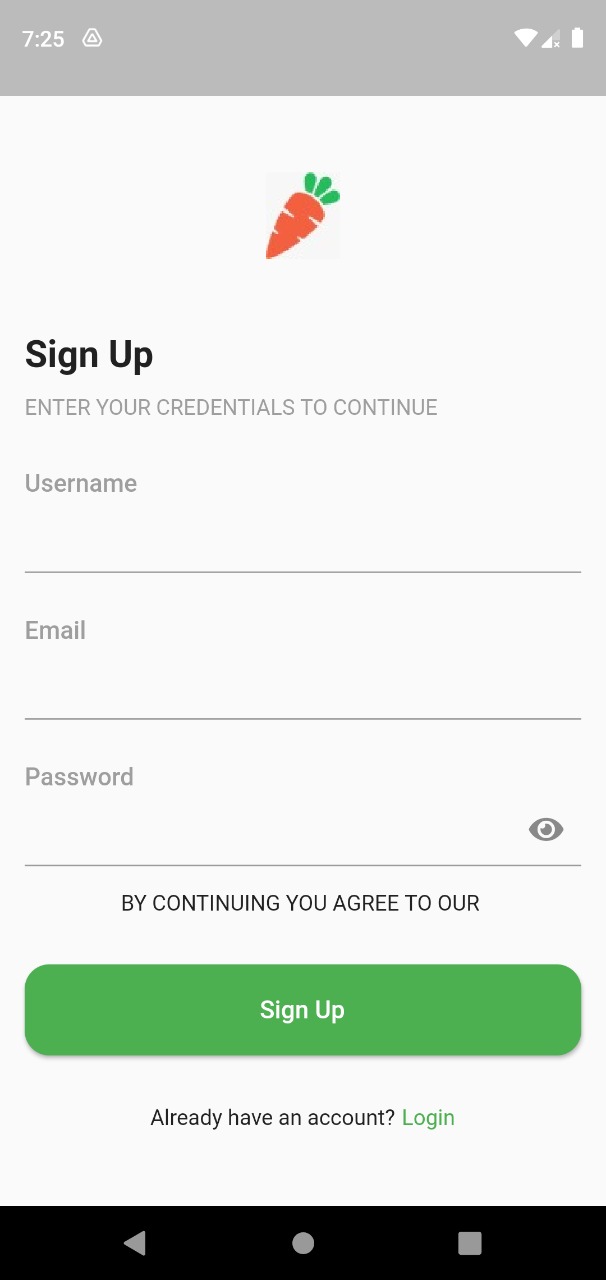 7:25
Sign Up
ENTER YOUR CREDENTIALS TO CONTINUE
Username
Email
Password
BY CONTINUING YOU AGREE TO OUR
Sign Up
Already have an account? Login